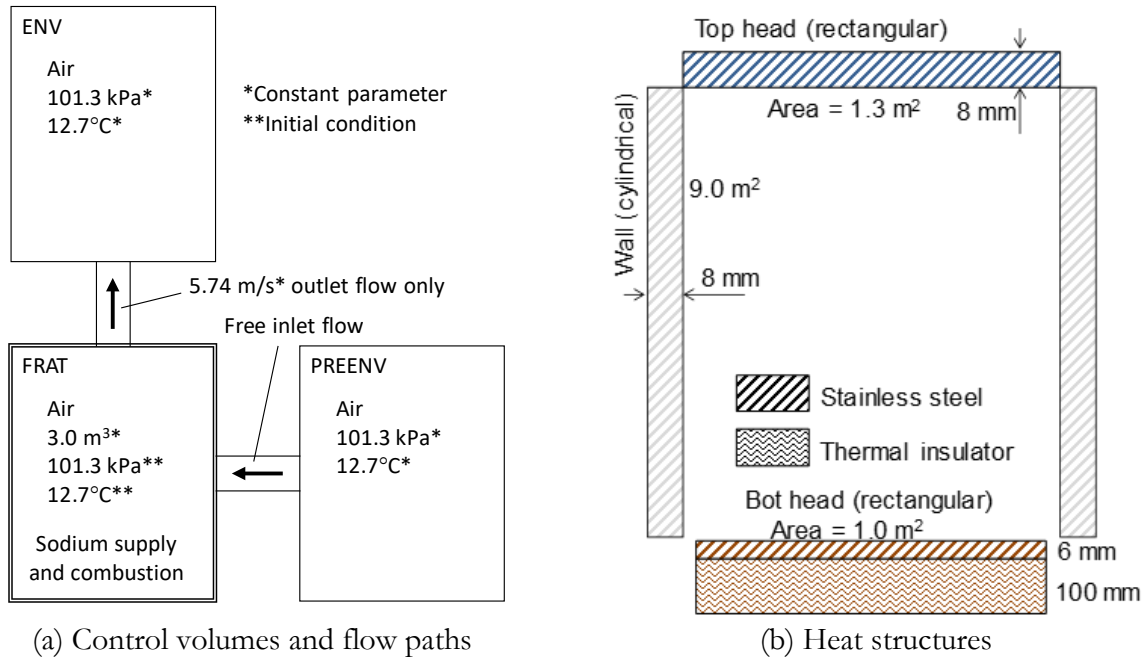 ENV
Air
101.3 kPa*
12.7°C*
*Constant parameter
**Initial condition
5.74 m/s* outlet flow only
Free inlet flow
FRAT
Air
3.0 m³*
101.3 kPa**
12.7°C**
Sodium supply
and combustion
PREENV
Air
101.3 kPa*
12.7°C*
(a) Control volumes and flow paths
Top head (rectangular)
Area = 1.3 m²
8 mm
Wall (cylindrical)
9.0 m²
8 mm
Stainless steel
Thermal insulator
Bot head (rectangular)
Area = 1.0 m²
6 mm
100 mm
(b) Heat structures